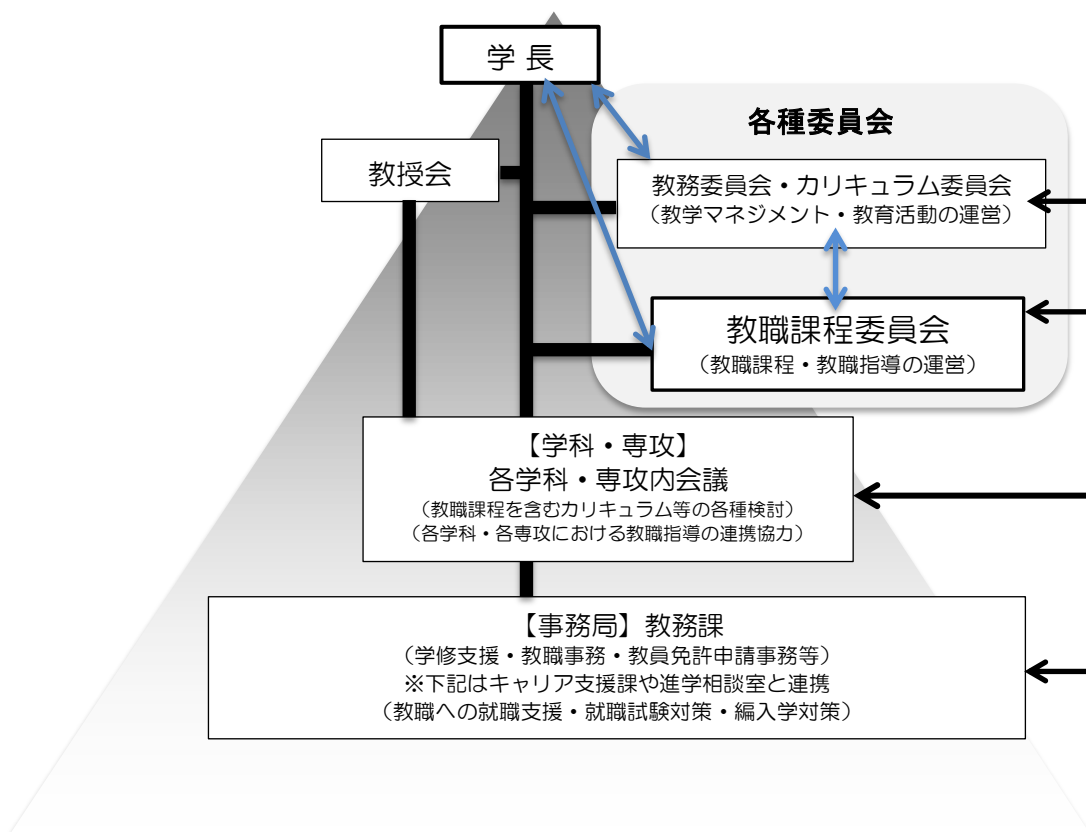 学 長
各種委員会
教授会
教務委員会・カリキュラム委員会
（教学マネジメント・教育活動の運営）
教職課程委員会
（教職課程・教職指導の運営）
【学科・専攻】
各学科・専攻内会議
（教職課程を含むカリキュラム等の各種検討）
（各学科・各専攻における教職指導の連携協力）
【事務局】教務課
（学修支援・教職事務・教員免許申請事務等）
※下記はキャリア支援課や進学相談室と連携
（教職への就職支援・就職試験対策・編入学対策）